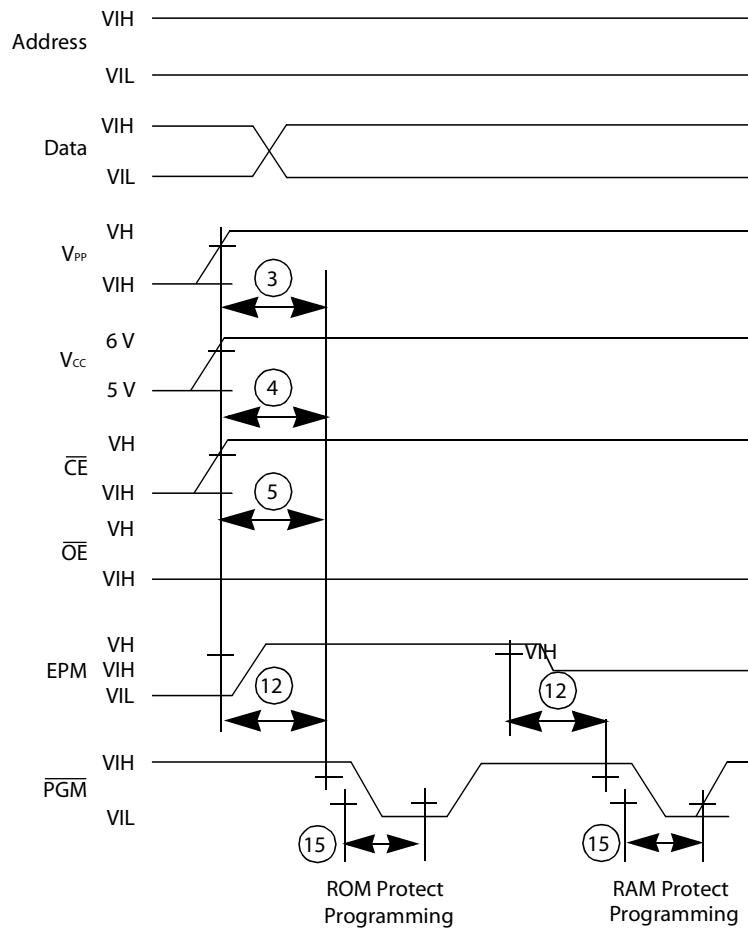 VIH
Address
VIL
VIH
Data
VIL
VH
VPP
VIH
3
6 V
VCC
5 V
4
VH
CE
VIH
5
VH
OE
VIH
VH
EPM
VIH
VIL
VIH
12
12
VIH
PGM
VIL
15
15
ROM Protect
Programming
RAM Protect
Programming